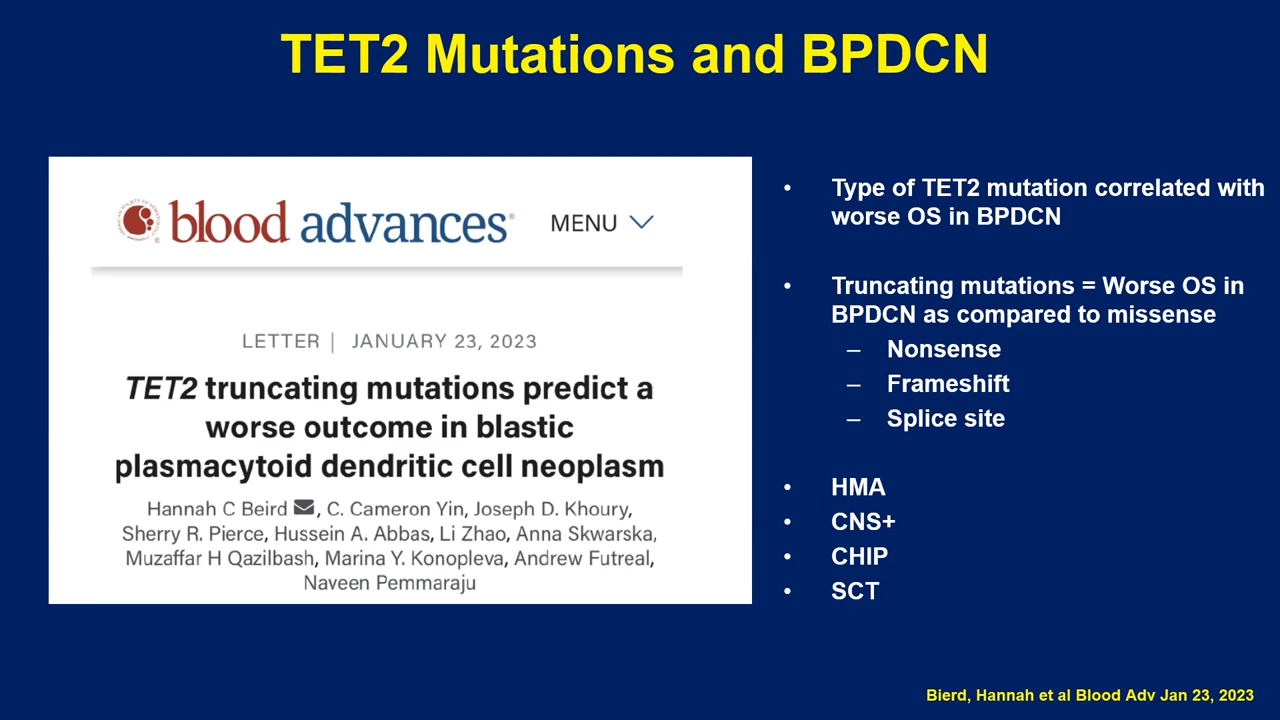 TET2 Mutations and BPDCN
blood advances®
MENU
LETTER | JANUARY 23, 2023
TET2 truncating mutations predict a
worse outcome in blastic
plasmacytoid dendritic cell neoplasm
Hannah C Beird , C. Cameron Yin, Joseph D. Khoury,
Sherry R. Pierce, Hussein A. Abbas, Li Zhao, Anna Skwarska,
Muzaffar H Qazilbash, Marina Y. Konopleva, Andrew Futreal,
Naveen Pemmaraju
• Type of TET2 mutation correlated with
worse OS in BPDCN
• Truncating mutations = Worse OS in
BPDCN as compared to missense
– Nonsense
– Frameshift
– Splice site
• HMA
• CNS+
• CHIP
• SCT
Bierd, Hannah et al Blood Adv Jan 23, 2023